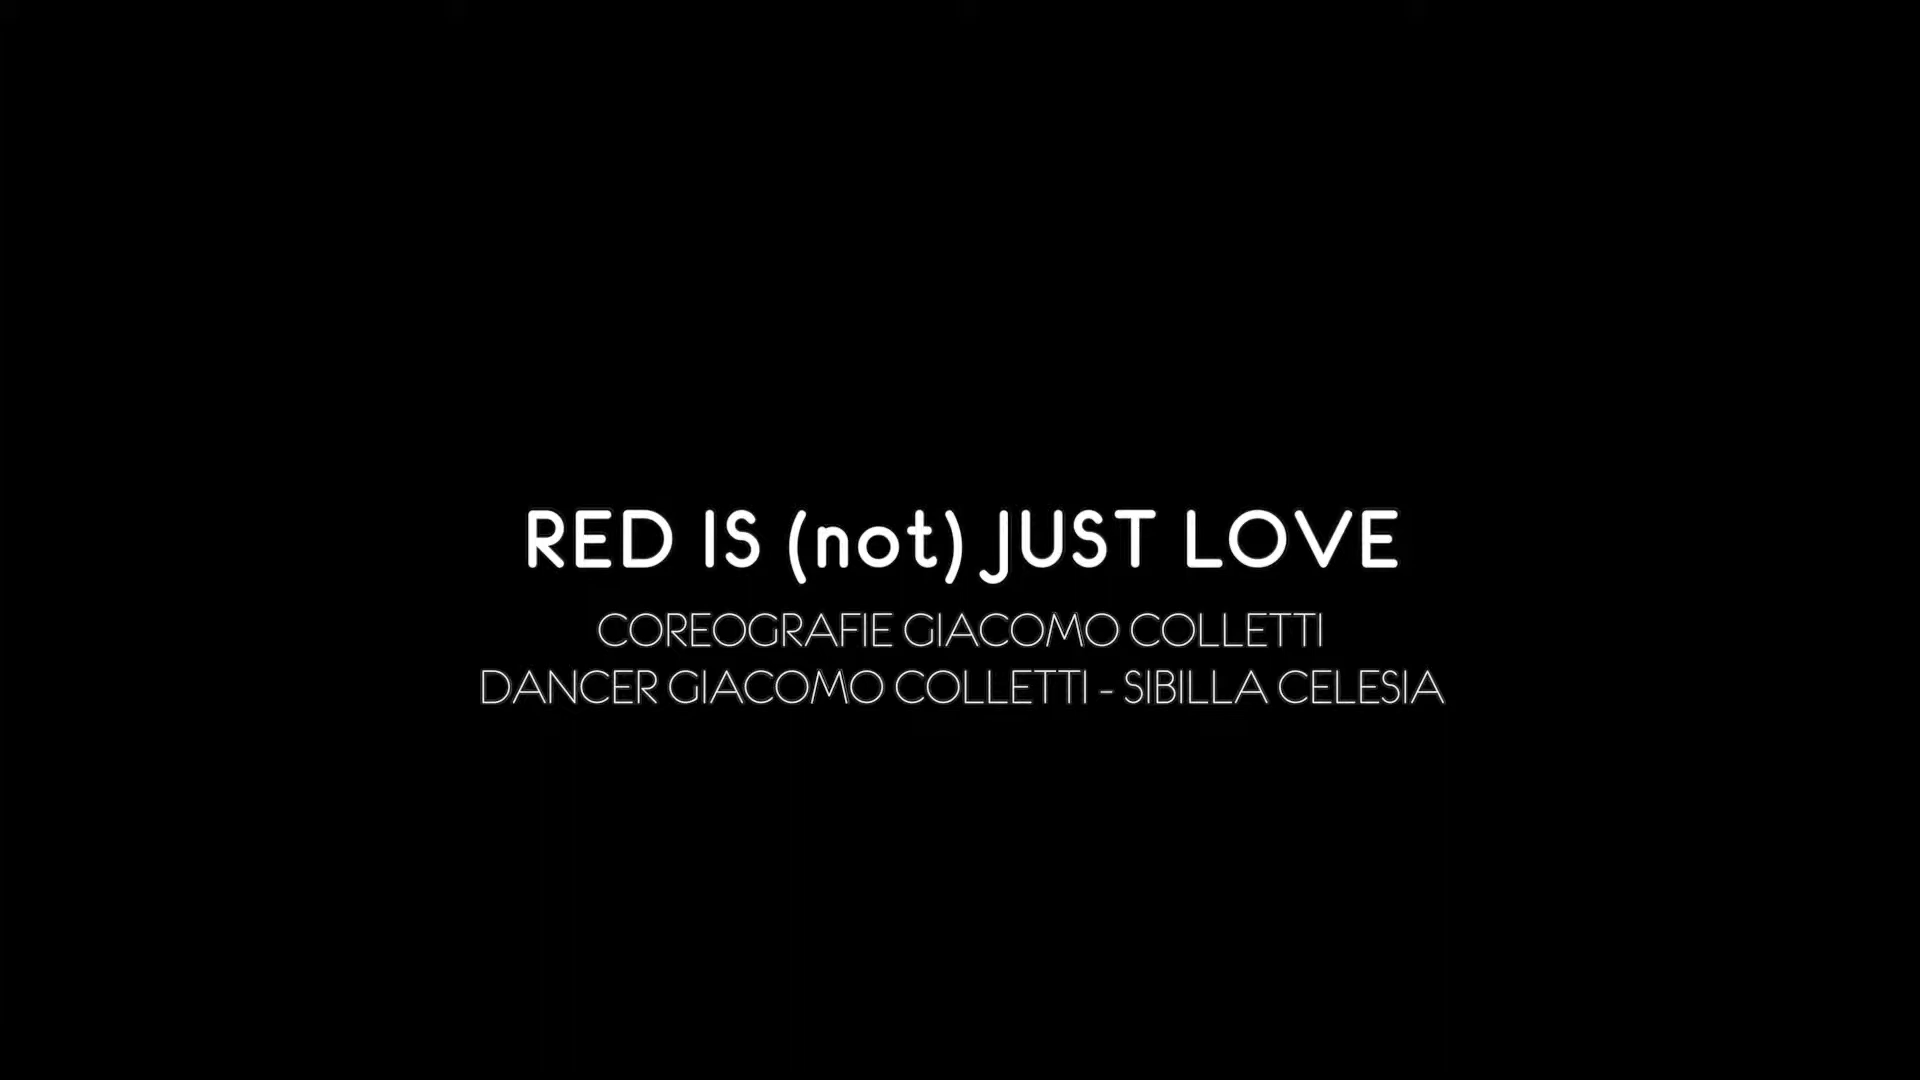 RED IS (not) JUST LOVE
COREOGRAFIE GIACOMO COLLETTI
DANCER GIACOMO COLLETTI - SIBILLA CELESIA